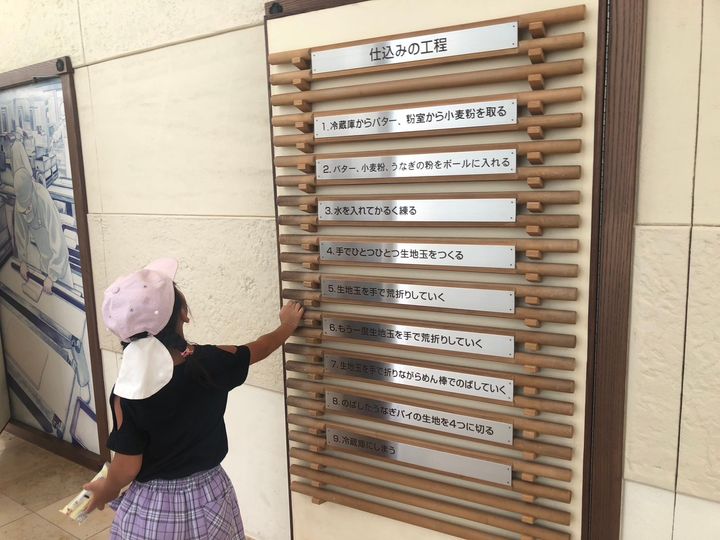 仕込みの工程
1.冷蔵庫からバター、粉室から小麦粉を取る
2.バター、小麦粉、うなぎの粉をボールに入れる
3.水を入れてかるく練る
4.手でひとつひとつ生地玉をつくる
5.生地玉を手で荒折りしていく
6.もう一度生地玉を手で荒折りしていく
7.生地玉を手で折りながらめん棒でのばしていく
8.のばしたうなぎパイの生地を4つに切る
9.冷蔵庫にしまう